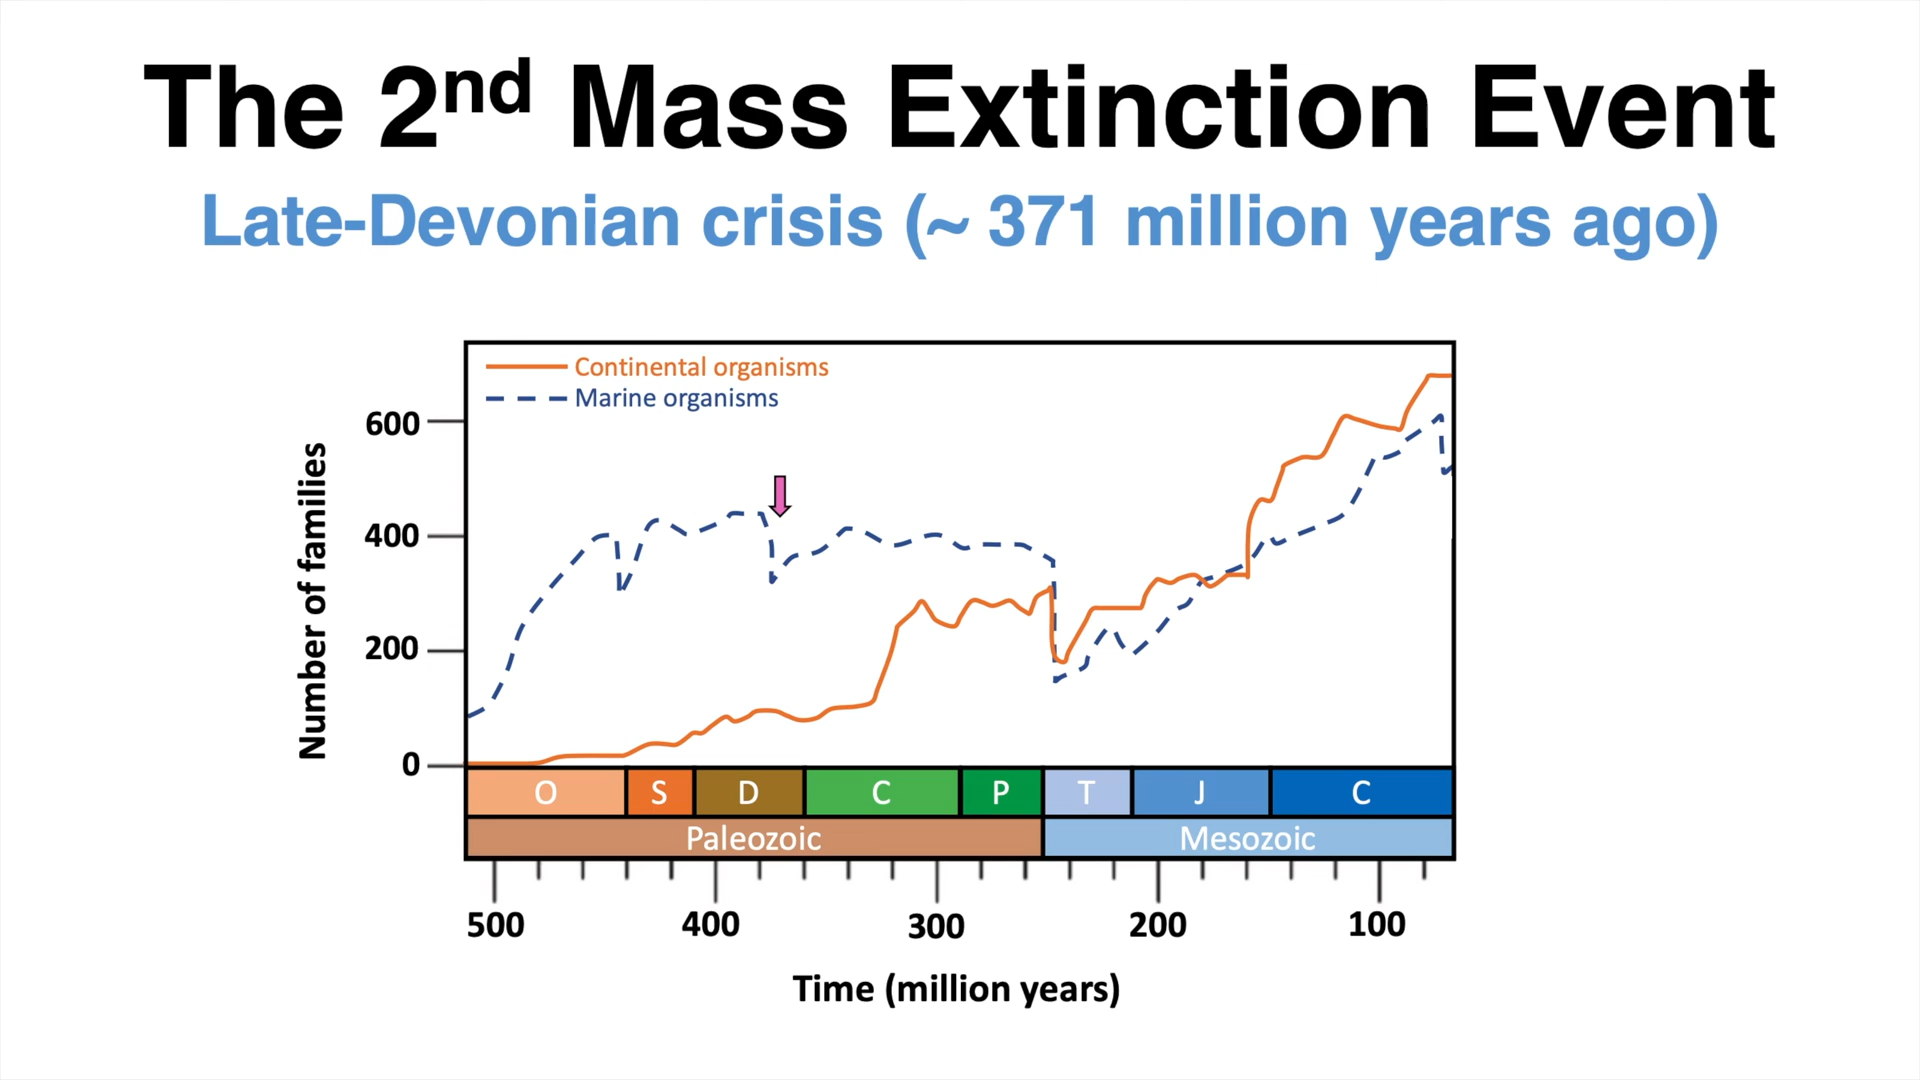 The 2nd Mass Extinction Event
Late-Devonian crisis (~ 371 million years ago)
Continental organisms
Marine organisms
Number of families
600
400
200
0
O S D C P T J C
Paleozoic Mesozoic
500 400 300 200 100
Time (million years)